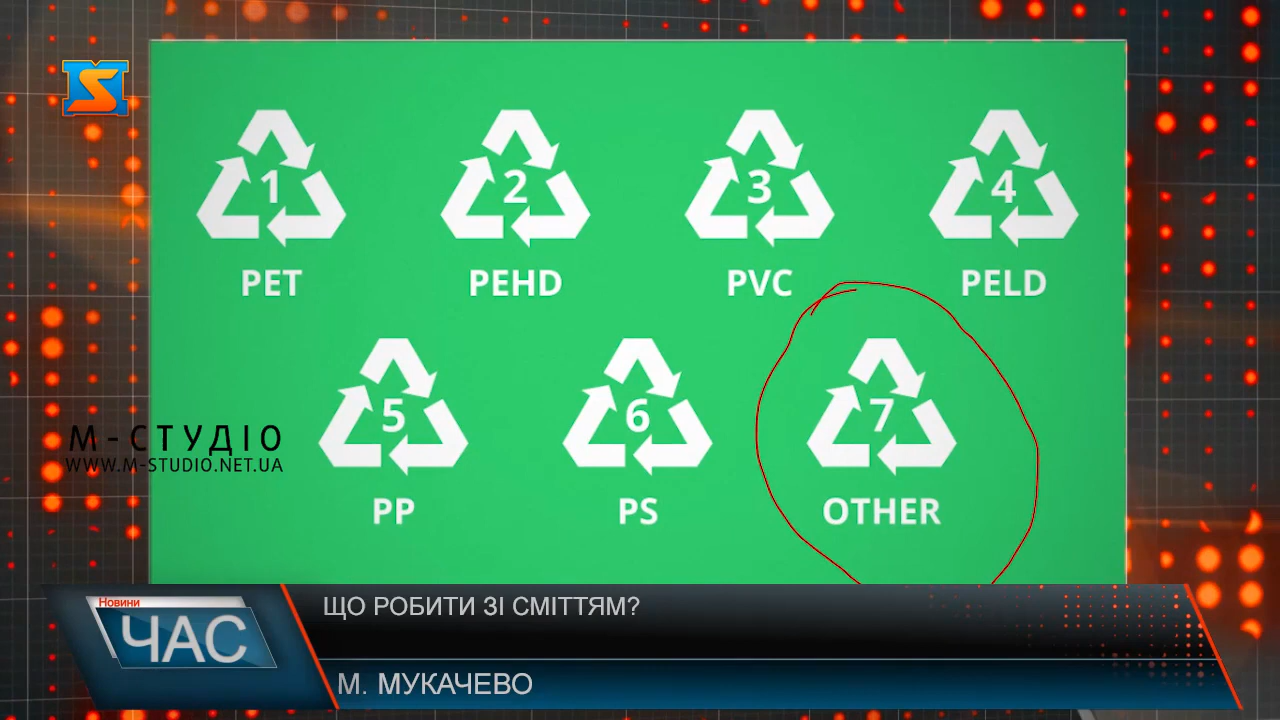 1 2 3 4
PET PEHD PVC PELD
5 6 7
PP PS OTHER
М-СТУДІО
WWW.M-STUDIO.NET.UA
Новини
ЧАС
ЩО РОБИТИ ЗІ СМІТТЯМ?
М. МУКАЧЕВО